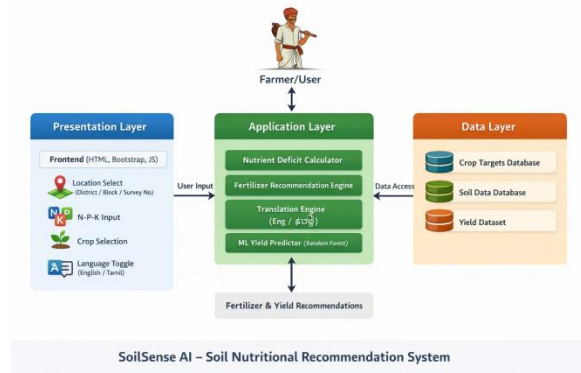 Farmer/User
Presentation Layer
Frontend (HTML, Bootstrap, JS)
Location Select
(District / Block / Survey No)
N-P-K Input
Crop Selection
Language Toggle
(English / Tamil)
User Input
Application Layer
Nutrient Deficit Calculator
Fertilizer Recommendation Engine
Translation Engine
(Eng /
ML Yield Predictor (Random Forest)
Data Access
Data Layer
Crop Targets Database
Soil Data Database
Yield Dataset
Fertilizer & Yield Recommendations
SoilSense AI – Soil Nutritional Recommendation System